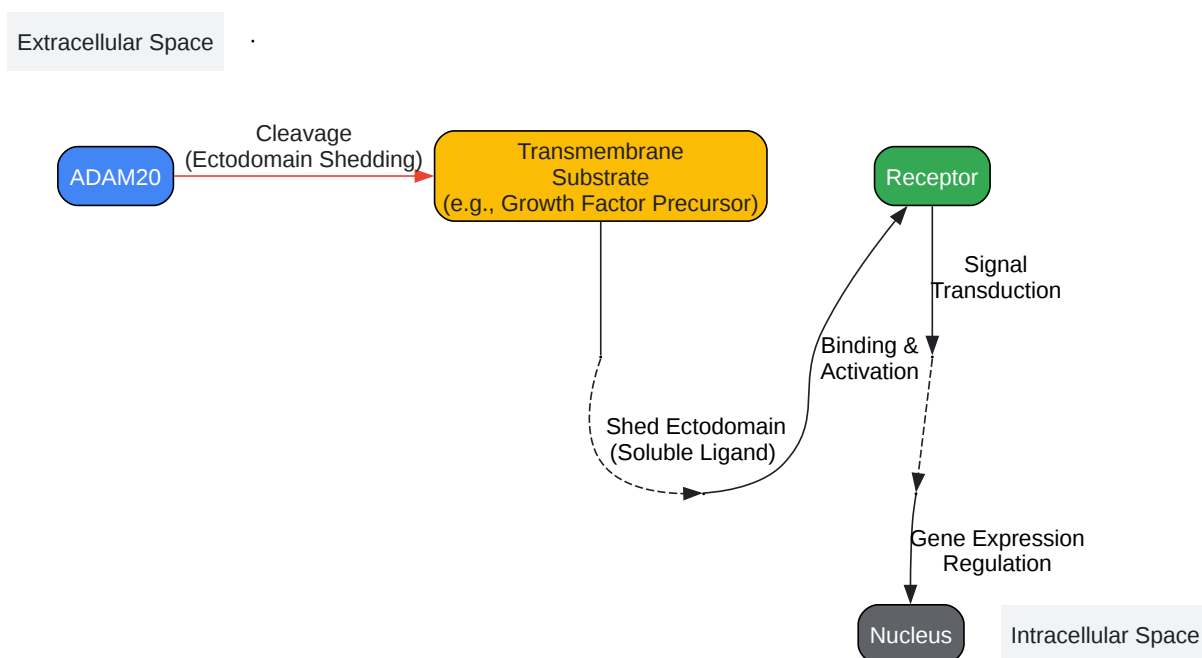 Extracellular Space
Cleavage
(Ectodomain Shedding)
ADAM20
Transmembrane
Substrate
(e.g., Growth Factor Precursor)
Receptor
Signal
Transduction
Binding &
Activation
Shed Ectodomain
(Soluble Ligand)
Gene Expression
Regulation
Nucleus
Intracellular Space